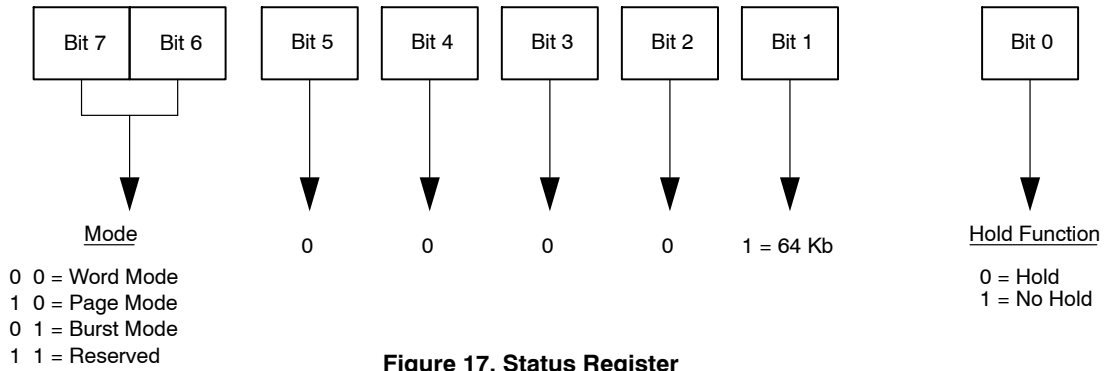 Bit 7 Bit 6 Bit 5 Bit 4 Bit 3 Bit 2 Bit 1 Bit 0
Mode 0 0 0 0 1 = 64 Kb Hold Function
0 0 = Word Mode
1 0 = Page Mode
0 1 = Burst Mode
1 1 = Reserved
0 = Hold
1 = No Hold
Figure 17. Status Register